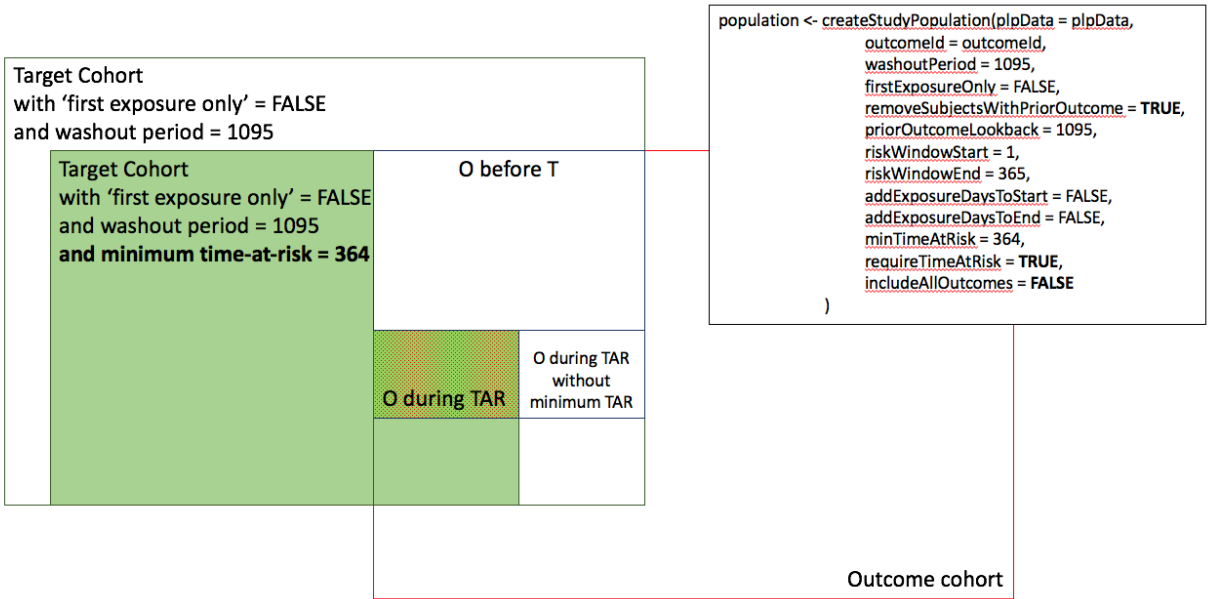 Target Cohort
with ‘first exposure only’ = FALSE
and washout period = 1095
Target Cohort
with ‘first exposure only’ = FALSE
and washout period = 1095
and minimum time-at-risk = 364
O before T
O during TAR
O during TAR
without
minimum TAR
population <- createStudyPopulation(plpData = plpData,
outcomeId = outcomeId,
washoutPeriod = 1095,
firstExposureOnly = FALSE,
removeSubjectsWithPriorOutcome = TRUE,
priorOutcomeLookback = 1095,
riskWindowStart = 1,
riskWindowEnd = 365,
addExposureDaysToStart = FALSE,
addExposureDaysToEnd = FALSE,
minTimeAtRisk = 364,
requireTimeAtRisk = TRUE,
includeAllOutcomes = FALSE
)
Outcome cohort